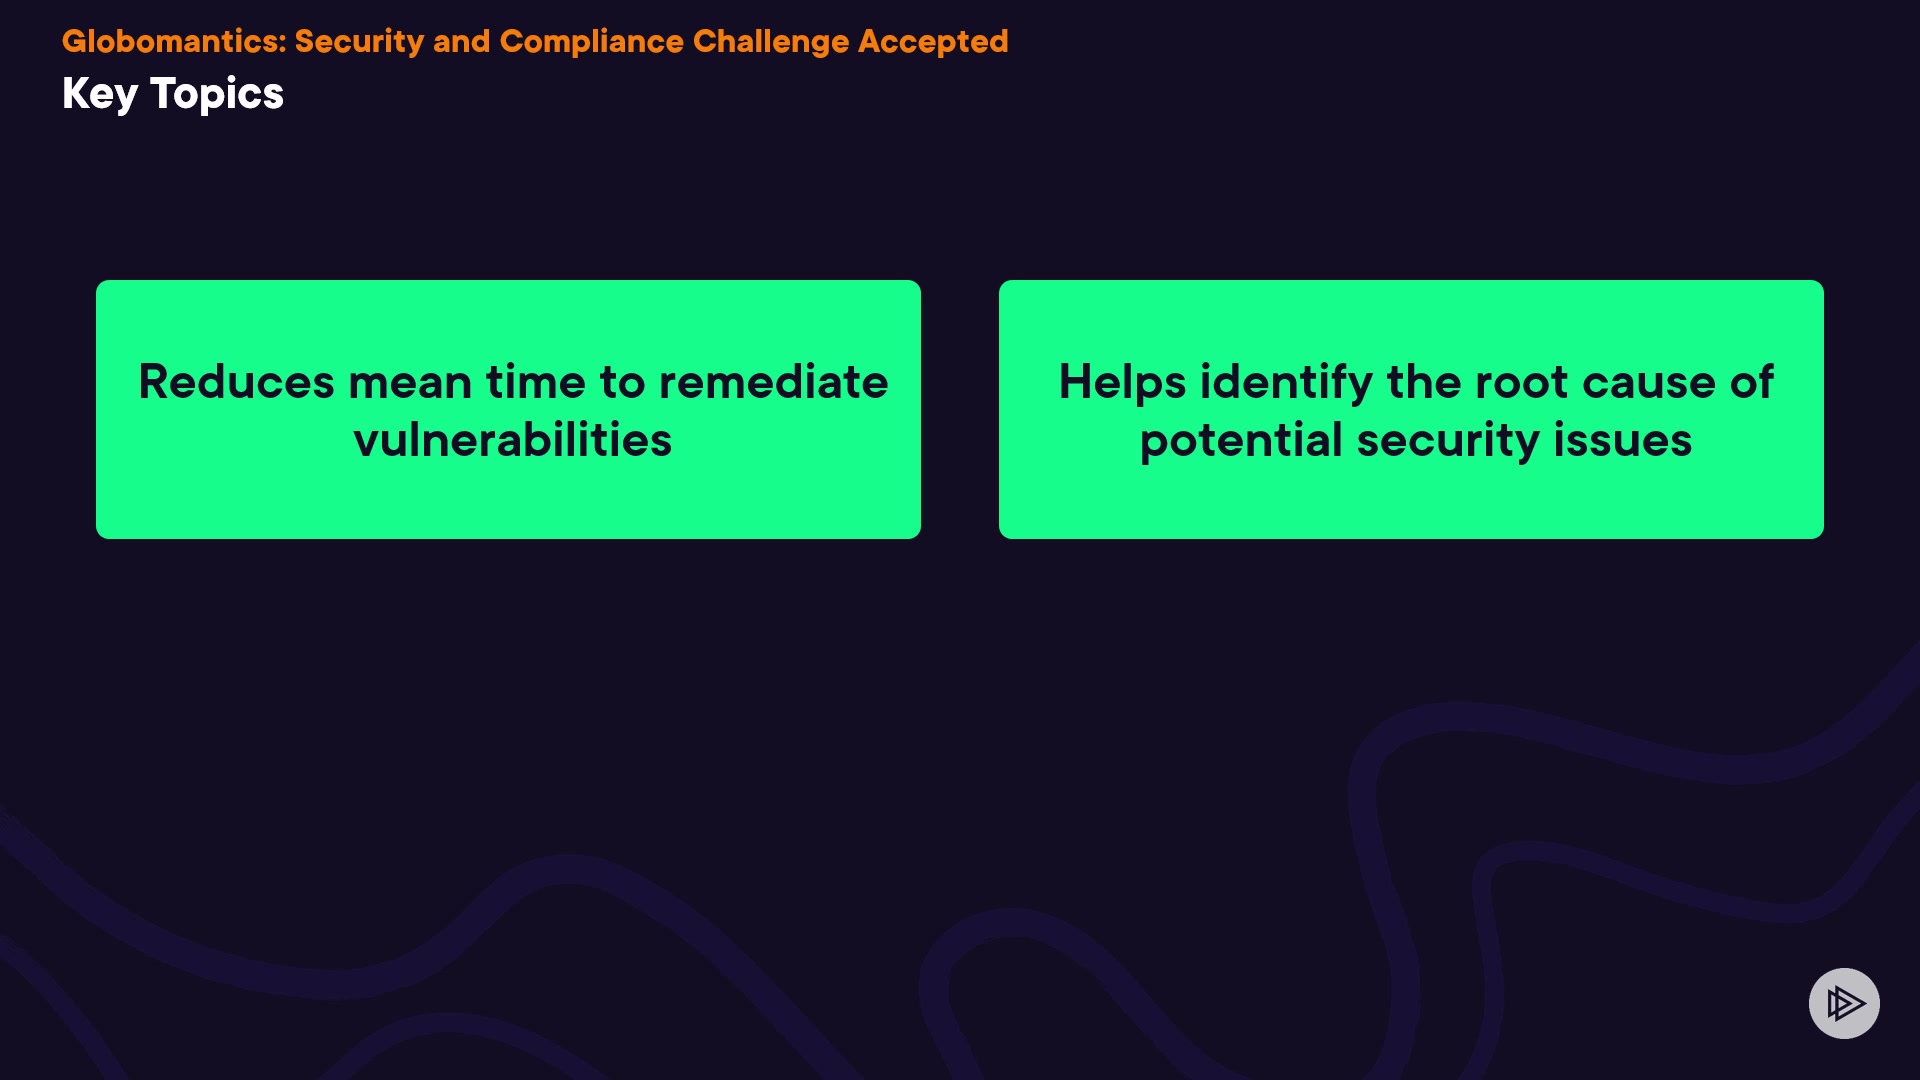 Globomantics: Security and Compliance Challenge Accepted
Key Topics
Reduces mean time to remediate
vulnerabilities
Helps identify the root cause of
potential security issues